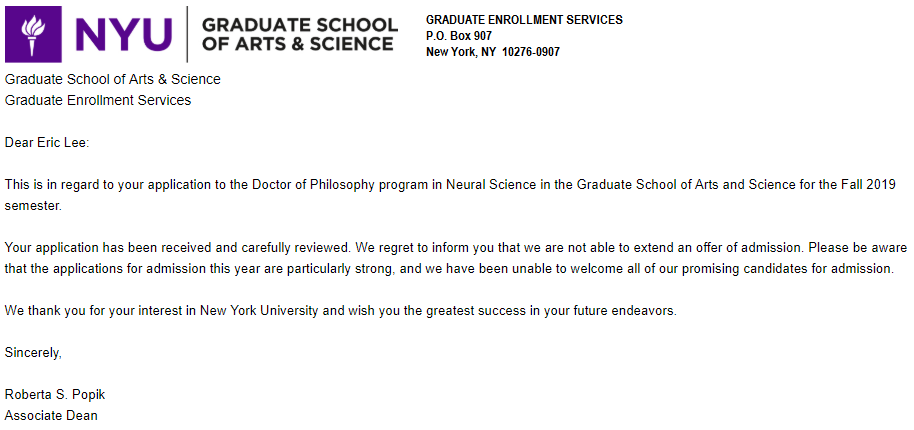 NYU
GRADUATE SCHOOL
OF ARTS & SCIENCE
GRADUATE ENROLLMENT SERVICES
P.O. Box 907
New York, NY  10276-0907
Graduate School of Arts & Science
Graduate Enrollment Services
Dear Eric Lee:
This is in regard to your application to the Doctor of Philosophy program in Neural Science in the Graduate School of Arts and Science for the Fall 2019
semester.
Your application has been received and carefully reviewed. We regret to inform you that we are not able to extend an offer of admission. Please be aware
that the applications for admission this year are particularly strong, and we have been unable to welcome all of our promising candidates for admission.
We thank you for your interest in New York University and wish you the greatest success in your future endeavors.
Sincerely,
Roberta S. Popik
Associate Dean